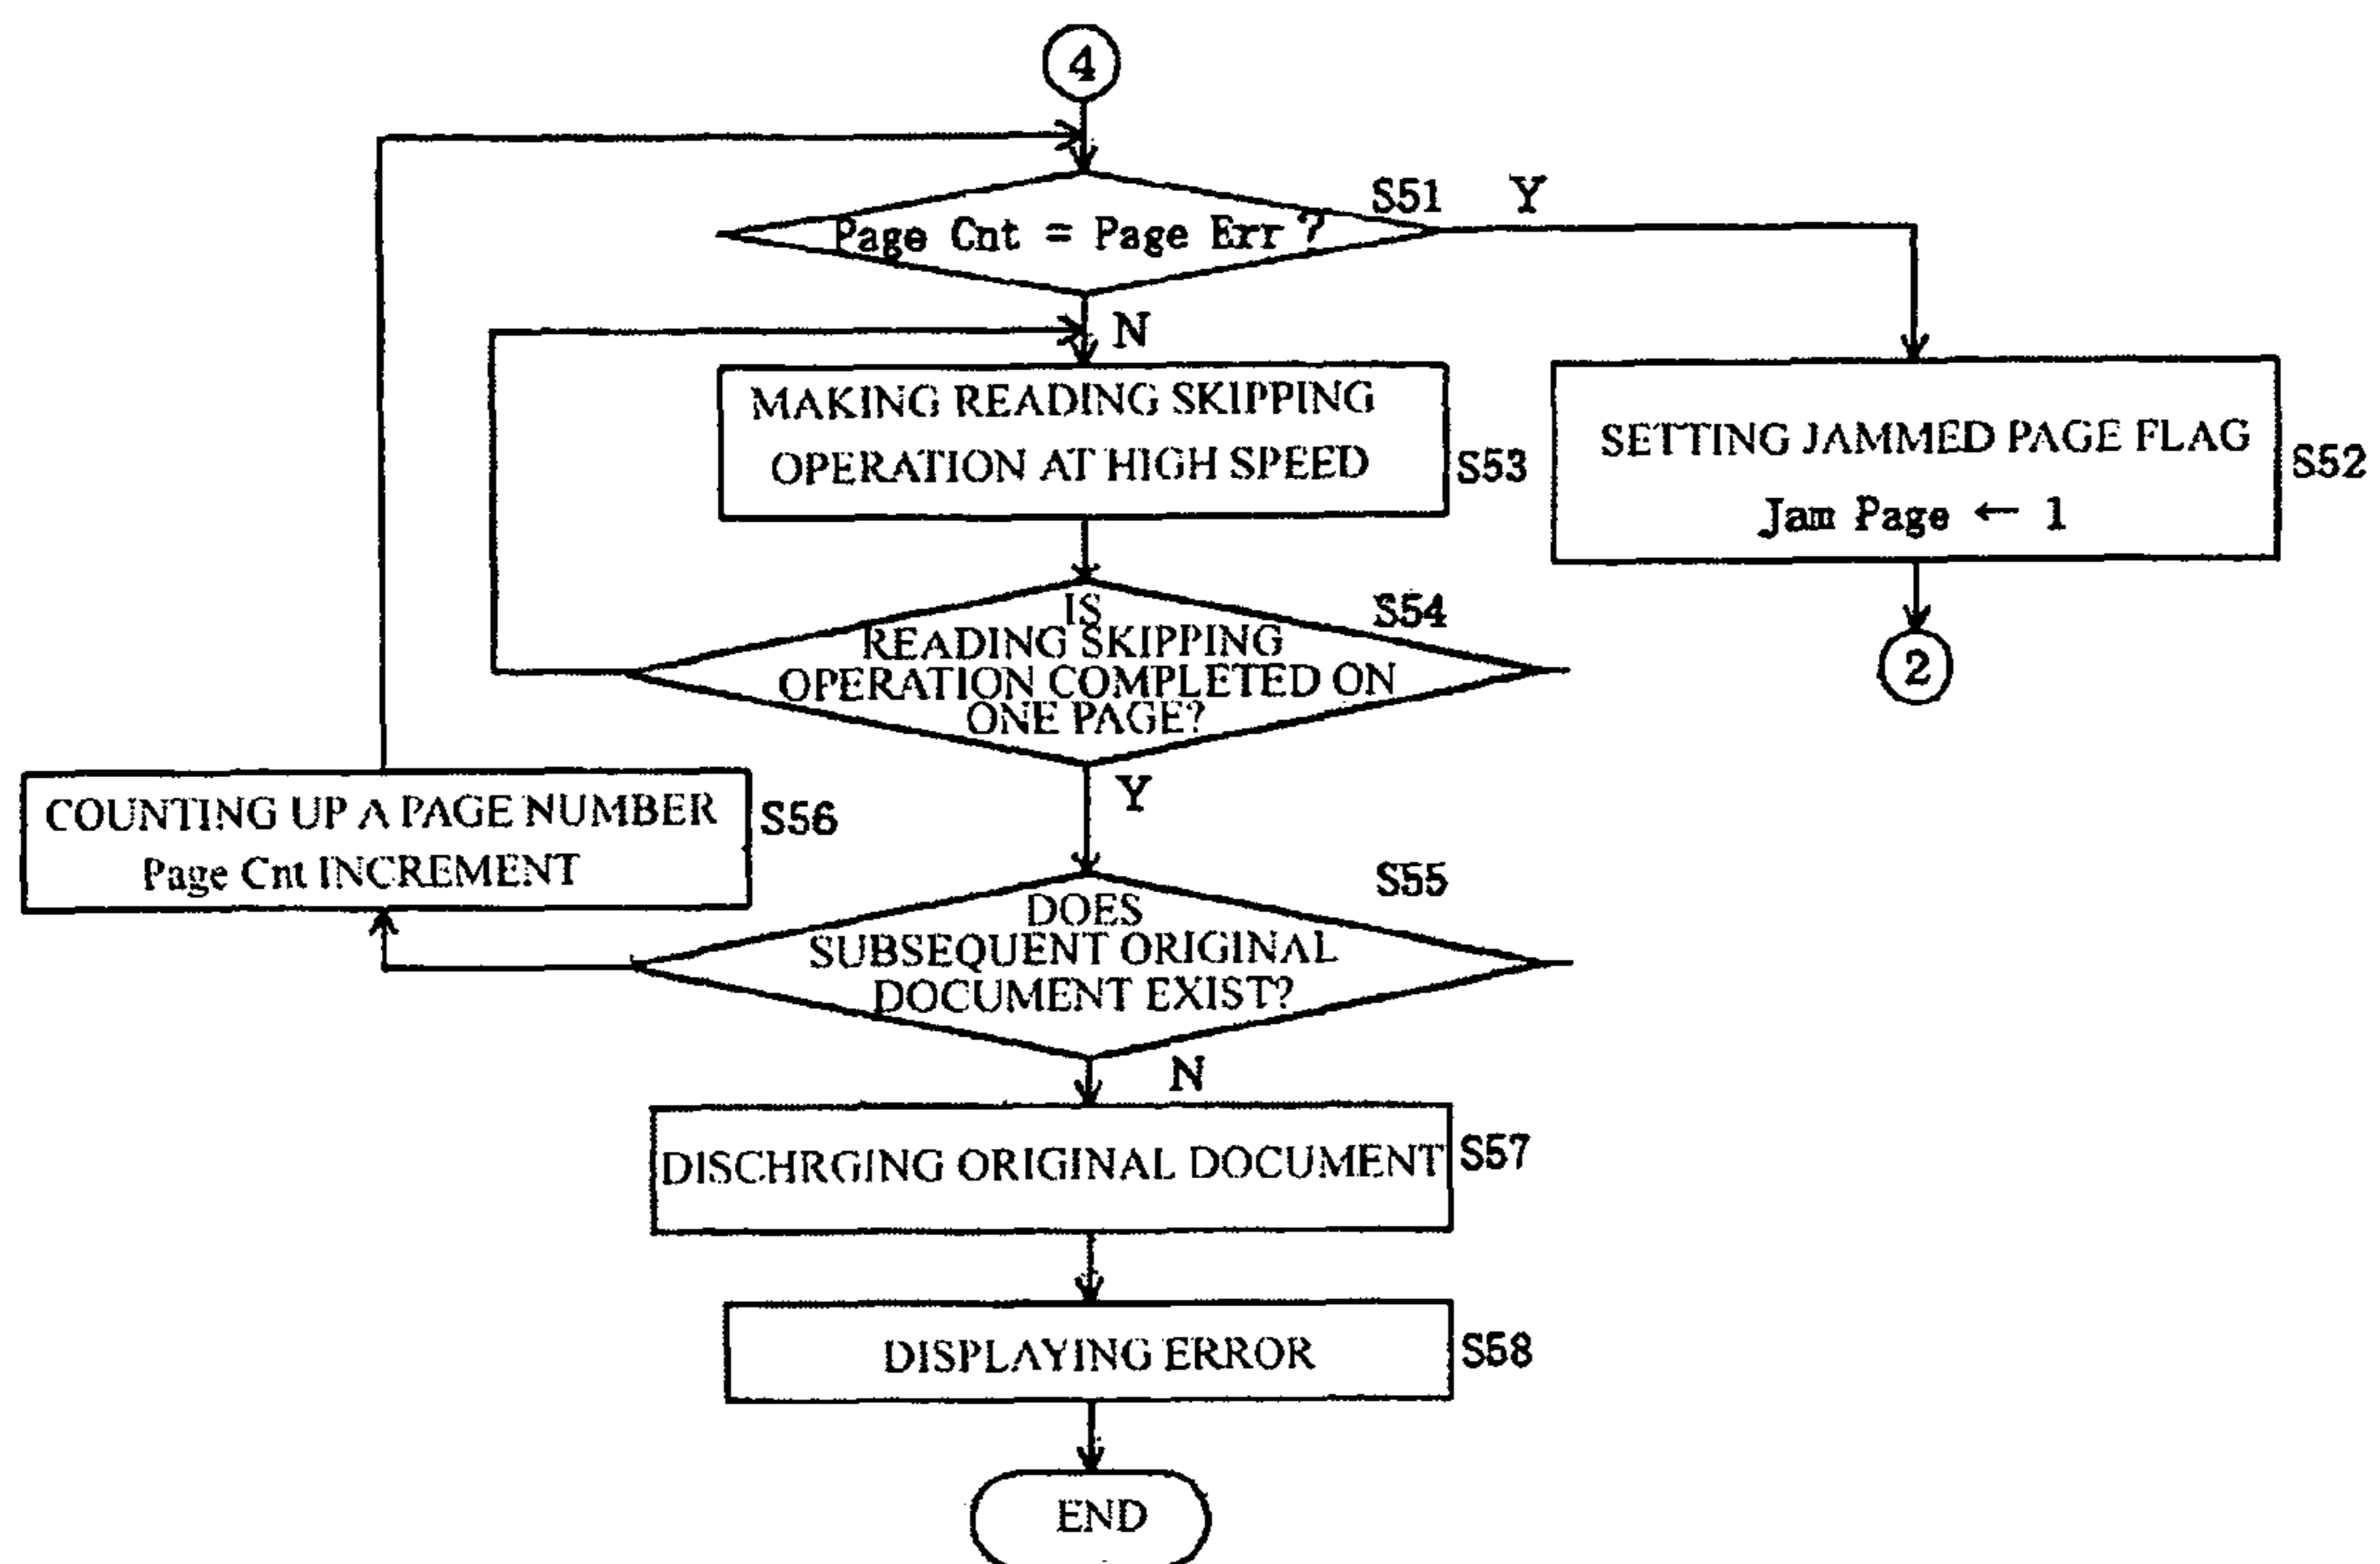 4
S51 Y
Page Cnt = Page Err ?
N
MAKING READING SKIPPING
OPERATION AT HIGH SPEED
S53
SETTING JAMMED PAGE FLAG
Jam Page ← 1
S52
2
S54
IS
READING SKIPPING
OPERATION COMPLETED ON
ONE PAGE?
Y
COUNTING UP A PAGE NUMBER
Page Cnt INCREMENT
S56
S55
DOES
SUBSEQUENT ORIGINAL
DOCUMENT EXIST?
N
DISCHRGING ORIGINAL DOCUMENT
S57
DISPLAYING ERROR
S58
END